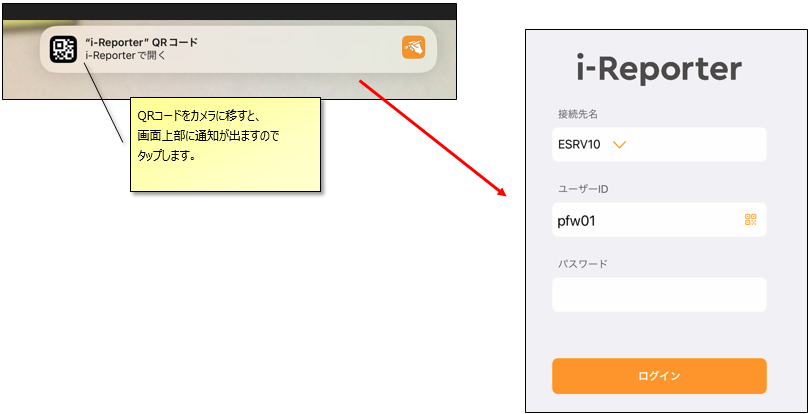 “i-Reporter” QRコード
i-Reporterで開く
QRコードをカメラに移すと、
画面上部に通知が出ますので
タップします。
i-Reporter
接続先名
ESRV10
ユーザーID
pfw01
パスワード
ログイン